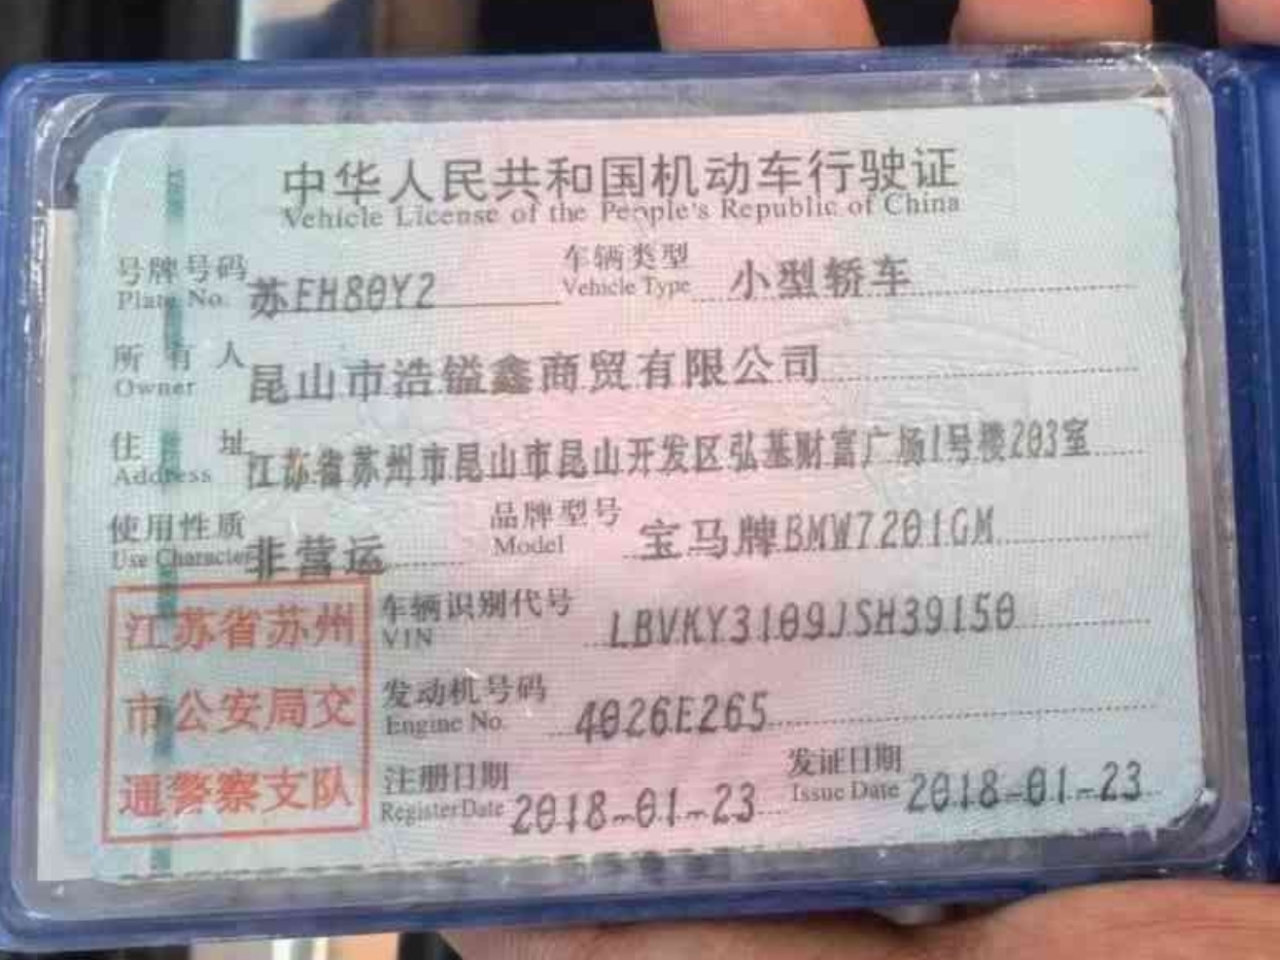 中华人民共和国机动车行驶证
Vehicle License of the People's Republic of China
号牌号码 苏EH80Y2 车辆类型 小型轿车
Plate No. Vehicle Type
所有人 昆山市浩镒鑫商贸有限公司
Owner
住址 江苏省苏州市昆山市昆山开发区弘基财富广场1号楼203室
Address
使用性质 非营运 品牌型号 宝马牌BMW7201GM
Use Character Model
江苏省苏州
市公安局交
通警察支队
车辆识别代号 LBVKY3109JSH39150
VIN
发动机号码 4026E265
Engine No.
注册日期 2018-01-23 发证日期 2018-01-23
Register Date Issue Date